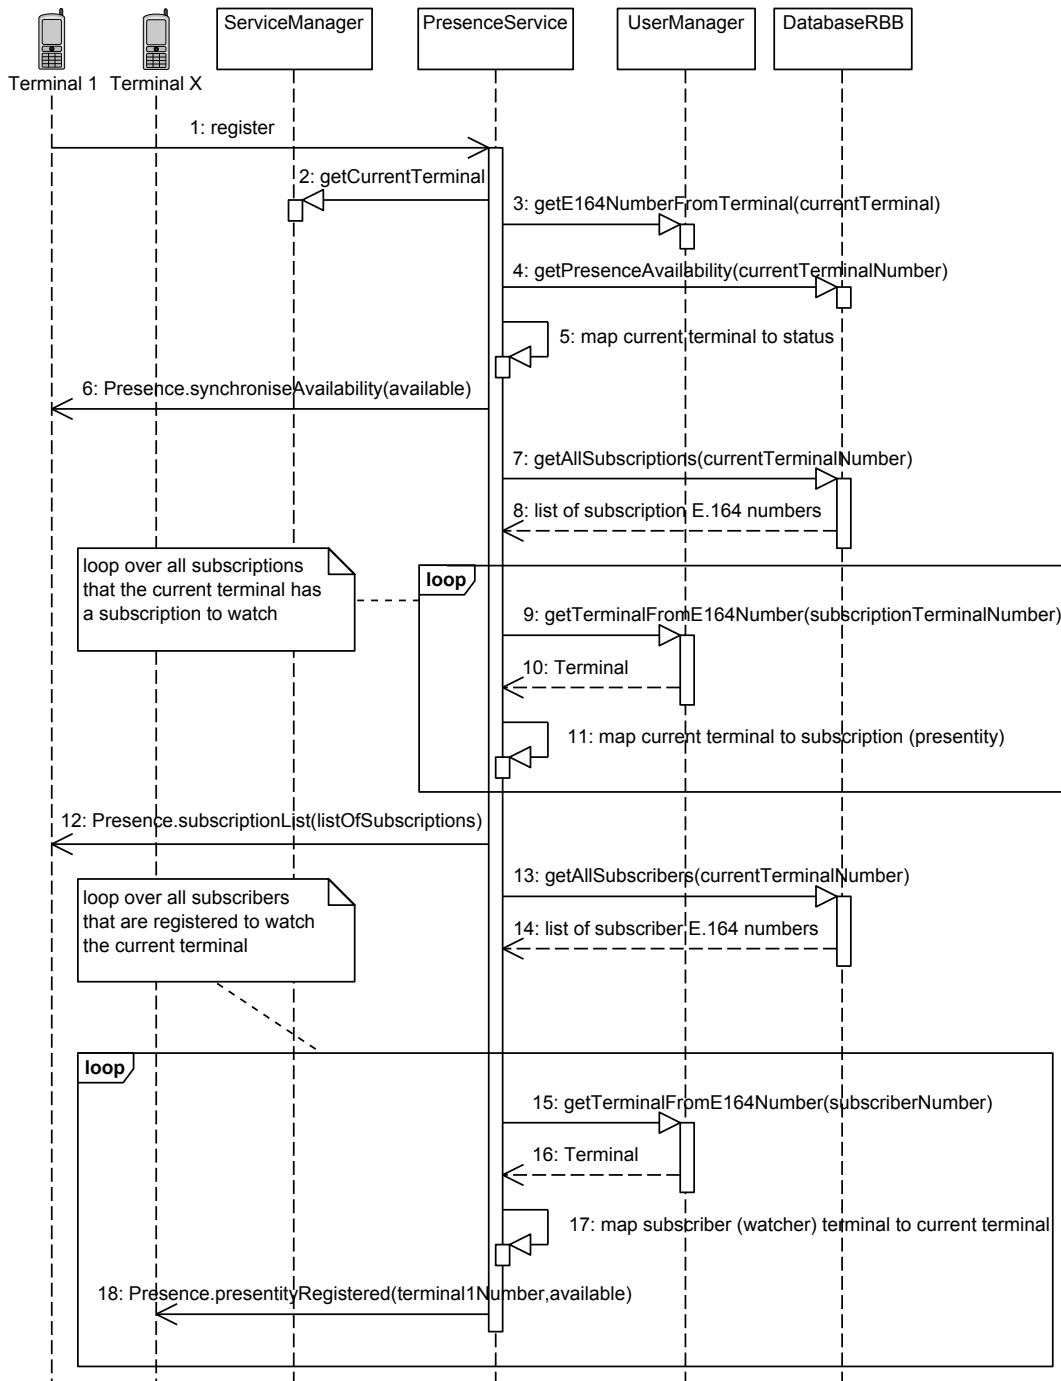 ServiceManager
PresenceService
UserManager
DatabaseRBB
Terminal 1
Terminal X
1: register
2: getCurrentTerminal
3: getE164NumberFromTerminal(currentTerminal)
4: getPresenceAvailability(currentTerminalNumber)
5: map current terminal to status
6: Presence.synchroniseAvailability(available)
7: getAllSubscriptions(currentTerminalNumber)
8: list of subscription E.164 numbers
loop over all subscriptions
that the current terminal has
a subscription to watch
loop
9: getTerminalFromE164Number(subscriptionTerminalNumber)
10: Terminal
11: map current terminal to subscription (presentity)
12: Presence.subscriptionList(listOfSubscriptions)
13: getAllSubscribers(currentTerminalNumber)
loop over all subscribers
that are registered to watch
the current terminal
14: list of subscriber E.164 numbers
loop
15: getTerminalFromE164Number(subscriberNumber)
16: Terminal
17: map subscriber (watcher) terminal to current terminal
18: Presence.presentityRegistered(terminal1Number,available)